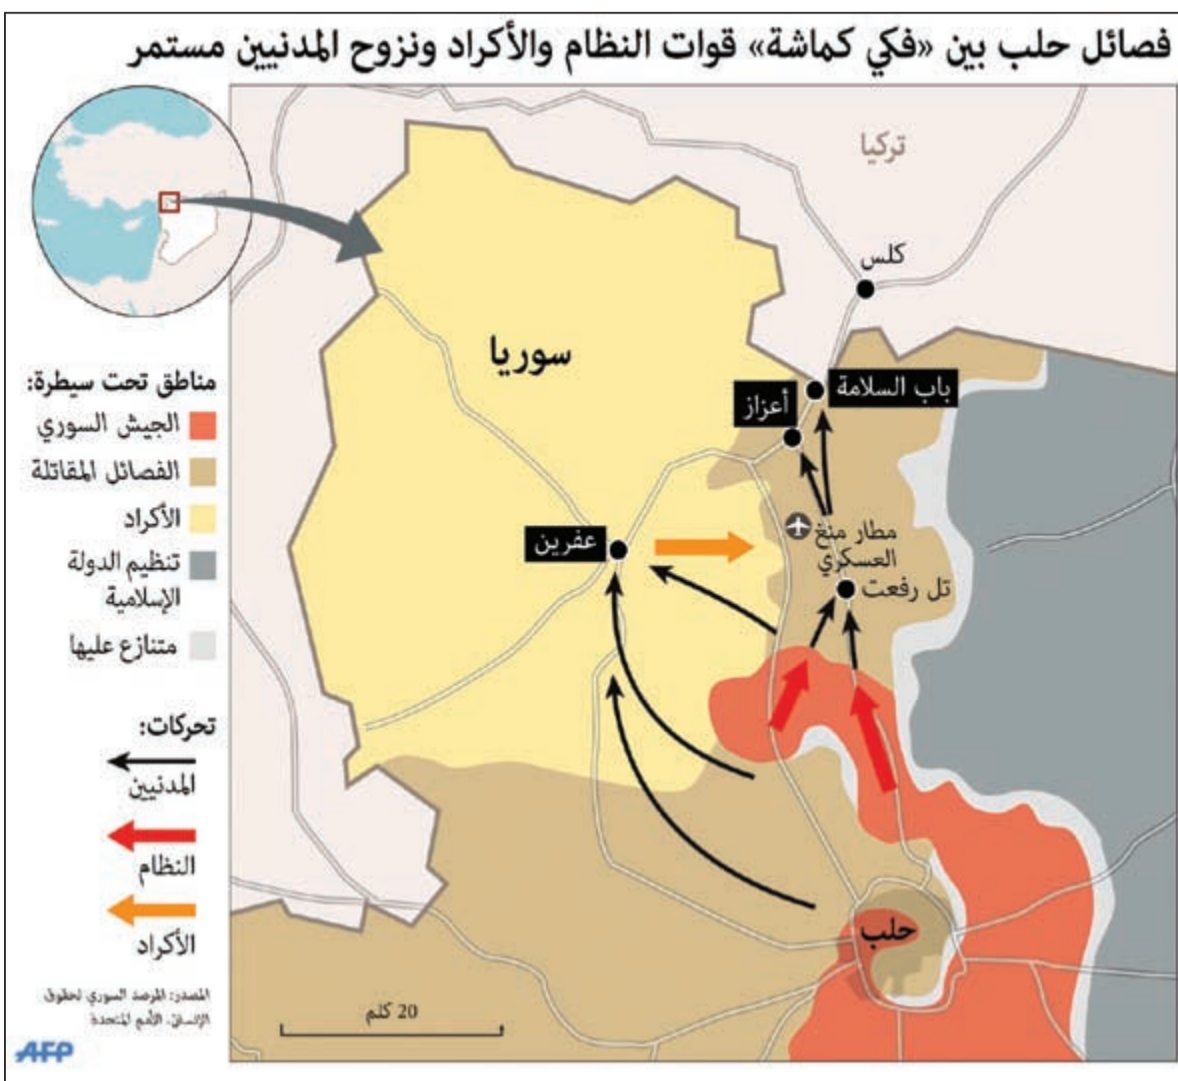 فصائل حلب بين «فكي كماشة» قوات النظام والأكراد ونزوح المدنيين مستمر
تركيا
كلس
سوريا
باب السلامة
أعزاز
عفرين
مطار منغ
العسكري
تل رفعت
حلب
20 كلم
مناطق تحت سيطرة:
الجيش السوري
الفصائل المقاتلة
الأكراد
تنظيم الدولة
الإسلامية
متنازع عليها
تحركات:
المدنيين
النظام
الأكراد
المصدر: المرصد السوري لحقوق
الإنسان. الأمم المتحدة
AFP